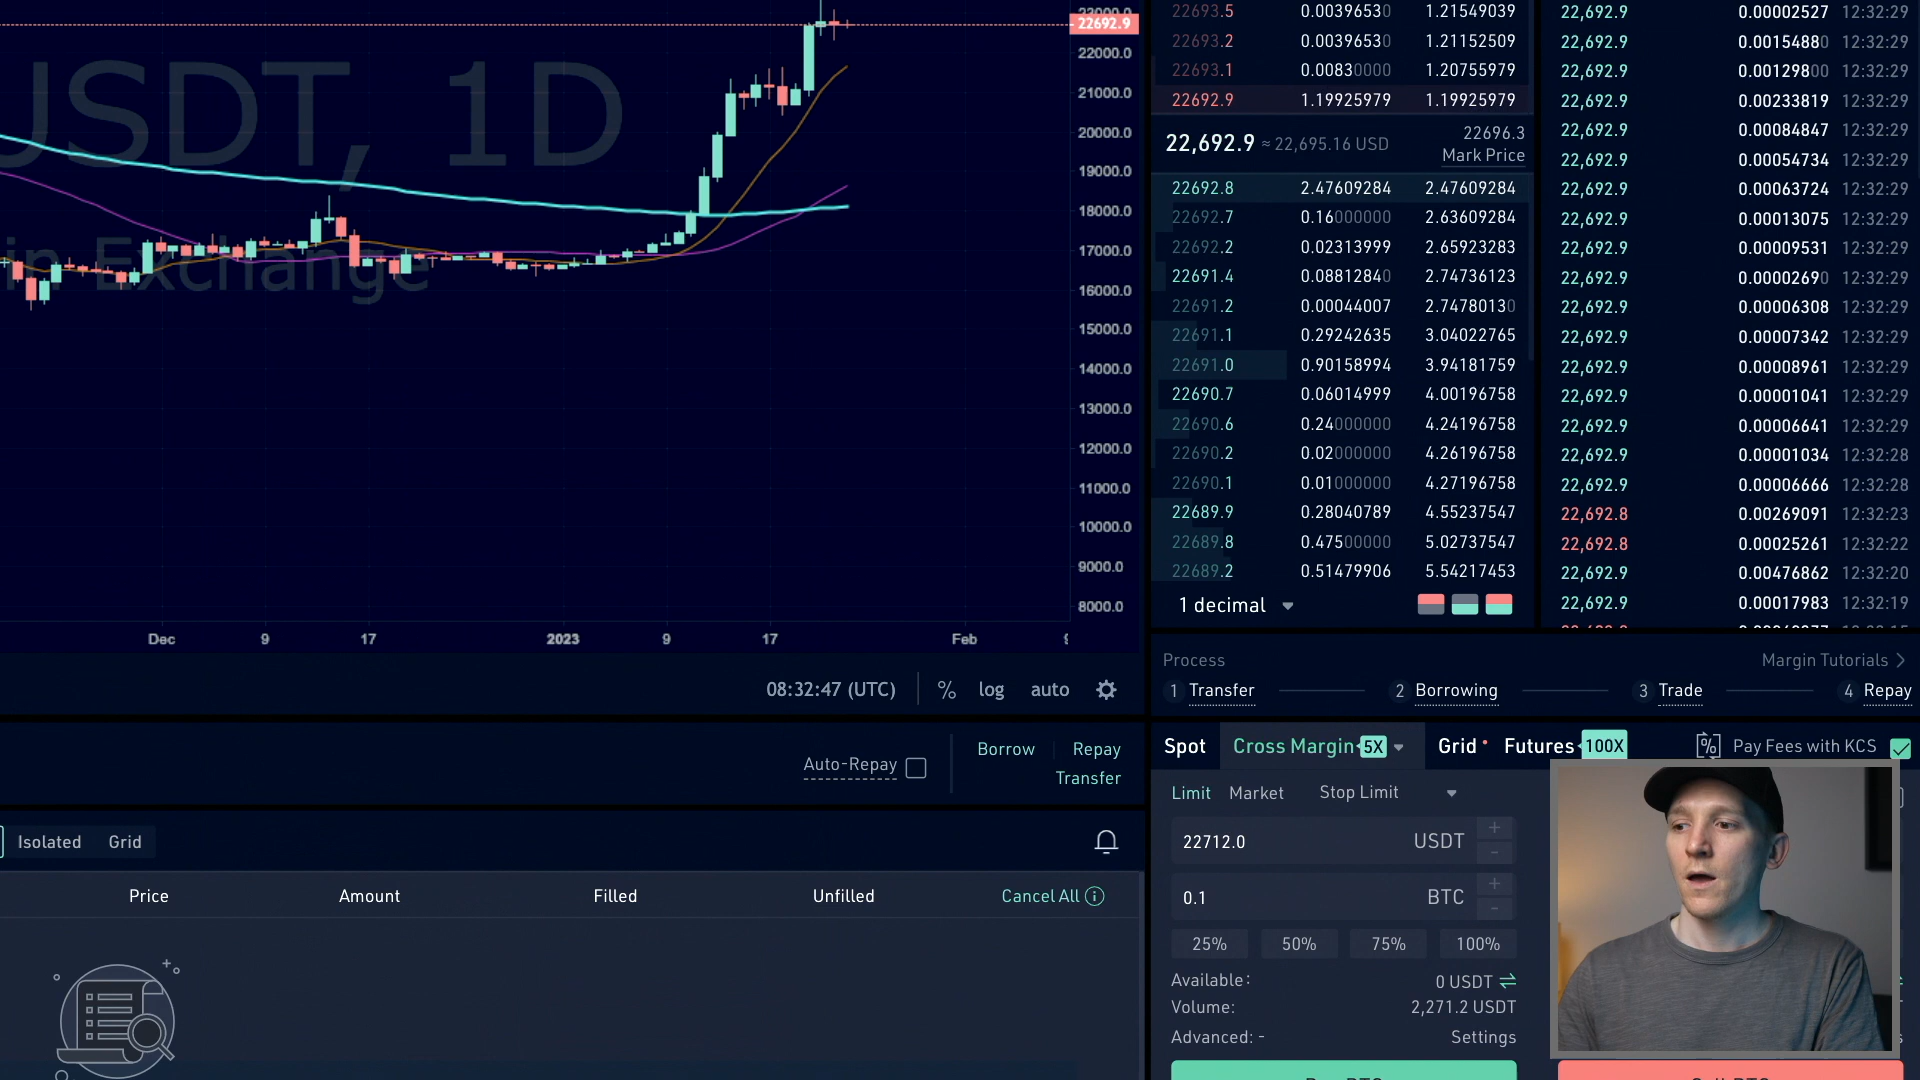 USDT, 1D
in Exchange
23000.0
22692.9
22000.0
21000.0
20000.0
19000.0
18000.0
17000.0
16000.0
15000.0
14000.0
13000.0
12000.0
11000.0
10000.0
9000.0
8000.0
Dec 9 17 2023 9 17 Feb
08:32:47 (UTC) % log auto
22693.5 0.00396530 1.21549039
22693.2 0.00396530 1.21152509
22693.1 0.00830000 1.20755979
22692.9 1.19925979 1.19925979
22,692.9 ≈ 22,695.16 USD 22696.3
Mark Price
22692.8 2.47609284 2.47609284
22692.7 0.16000000 2.63609284
22692.2 0.02313999 2.65923283
22691.4 0.08812840 2.74736123
22691.2 0.00044007 2.74780130
22691.1 0.29242635 3.04022765
22691.0 0.90158994 3.94181759
22690.7 0.06014999 4.00196758
22690.6 0.24000000 4.24196758
22690.2 0.02000000 4.26196758
22690.1 0.01000000 4.27196758
22689.9 0.28040789 4.55237547
22689.8 0.47500000 5.02737547
22689.2 0.51479906 5.54217453
1 decimal
22,692.9 0.00002527 12:32:29
22,692.9 0.00154880 12:32:29
22,692.9 0.00129800 12:32:29
22,692.9 0.00233819 12:32:29
22,692.9 0.00084847 12:32:29
22,692.9 0.00054734 12:32:29
22,692.9 0.00063724 12:32:29
22,692.9 0.00013075 12:32:29
22,692.9 0.00009531 12:32:29
22,692.9 0.00002690 12:32:29
22,692.9 0.00006308 12:32:29
22,692.9 0.00007342 12:32:29
22,692.9 0.00008961 12:32:29
22,692.9 0.00001041 12:32:29
22,692.9 0.00006641 12:32:29
22,692.9 0.00001034 12:32:28
22,692.9 0.00006666 12:32:28
22,692.8 0.00269091 12:32:23
22,692.8 0.00025261 12:32:22
22,692.9 0.00476862 12:32:20
22,692.9 0.00017983 12:32:19
Process Margin Tutorials
1 Transfer 2 Borrowing 3 Trade 4 Repay
Auto-Repay Borrow Repay
Transfer
Isolated Grid
Price Amount Filled Unfilled Cancel All
Spot Cross Margin 5X Grid Futures 100X Pay Fees with KCS
Limit Market Stop Limit
22712.0 USDT
0.1 BTC
25% 50% 75% 100%
Available: 0 USDT
Volume: 2,271.2 USDT
Advanced: - Settings